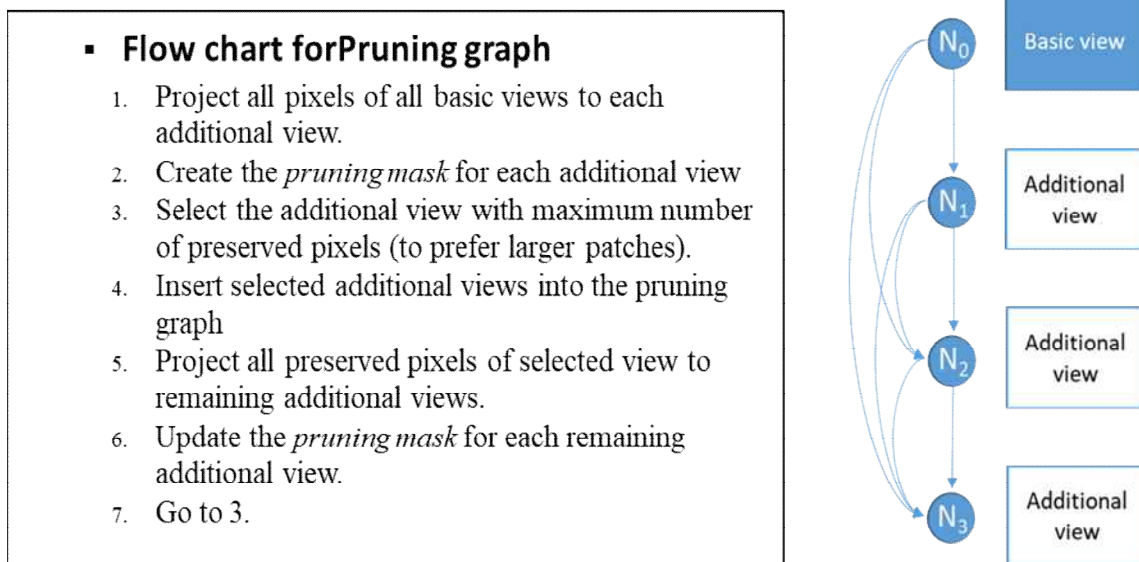 ▪ Flow chart forPruning graph
1. Project all pixels of all basic views to each
additional view.
2. Create the pruning mask for each additional view
3. Select the additional view with maximum number
of preserved pixels (to prefer larger patches).
4. Insert selected additional views into the pruning
graph
5. Project all preserved pixels of selected view to
remaining additional views.
6. Update the pruning mask for each remaining
additional view.
7. Go to 3.
N0
Basic view
N1
Additional
view
N2
Additional
view
N3
Additional
view